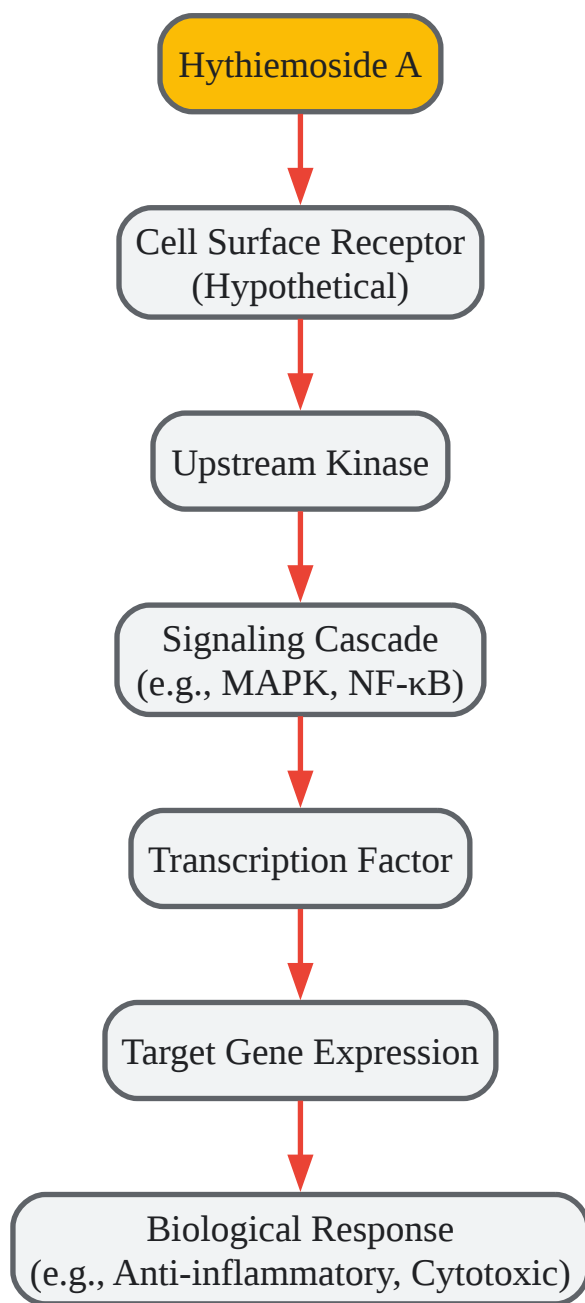 Hythiemoside A
Cell Surface Receptor
(Hypothetical)
Upstream Kinase
Signaling Cascade
(e.g., MAPK, NF-κB)
Transcription Factor
Target Gene Expression
Biological Response
(e.g., Anti-inflammatory, Cytotoxic)